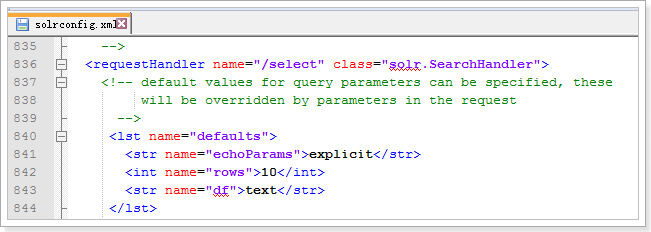 solrconfig.xml
835 -->
836 <requestHandler name="/select" class="solr.SearchHandler">
837 <!-- default values for query parameters can be specified, these
838 will be overridden by parameters in the request
839 -->
840 <lst name="defaults">
841 <str name="echoParams">explicit</str>
842 <int name="rows">10</int>
843 <str name="df">text</str>
844 </lst>